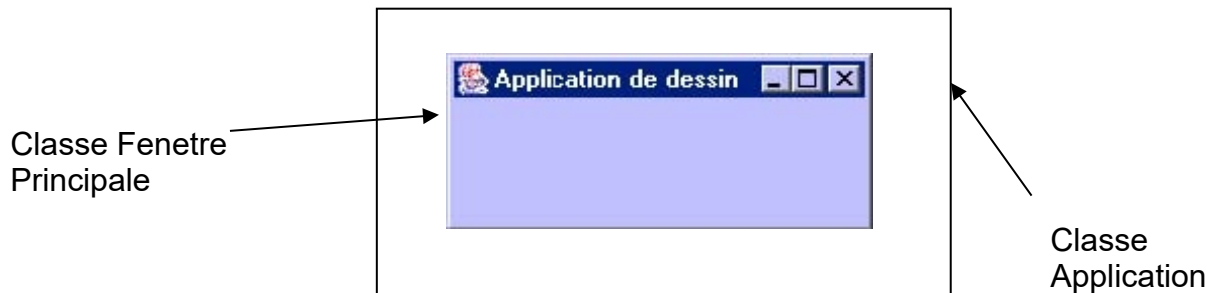 Application de dessin
Classe Fenetre
Principale
Classe
Application